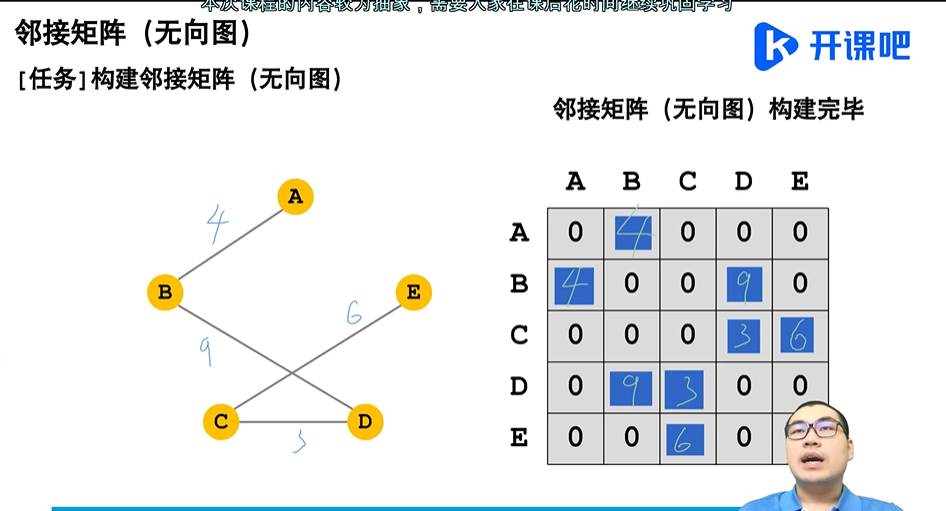 本次课程的内容较为抽象，需要大家在课后花时间继续巩固学习
邻接矩阵（无向图）
开课吧
[任务]构建邻接矩阵（无向图）
邻接矩阵（无向图）构建完毕
A
4
B
E
6
9
C
D
3
A B C D E
A 0 4 0 0 0
B 4 0 0 9 0
C 0 0 0 3 6
D 0 9 3 0 0
E 0 0 6 0